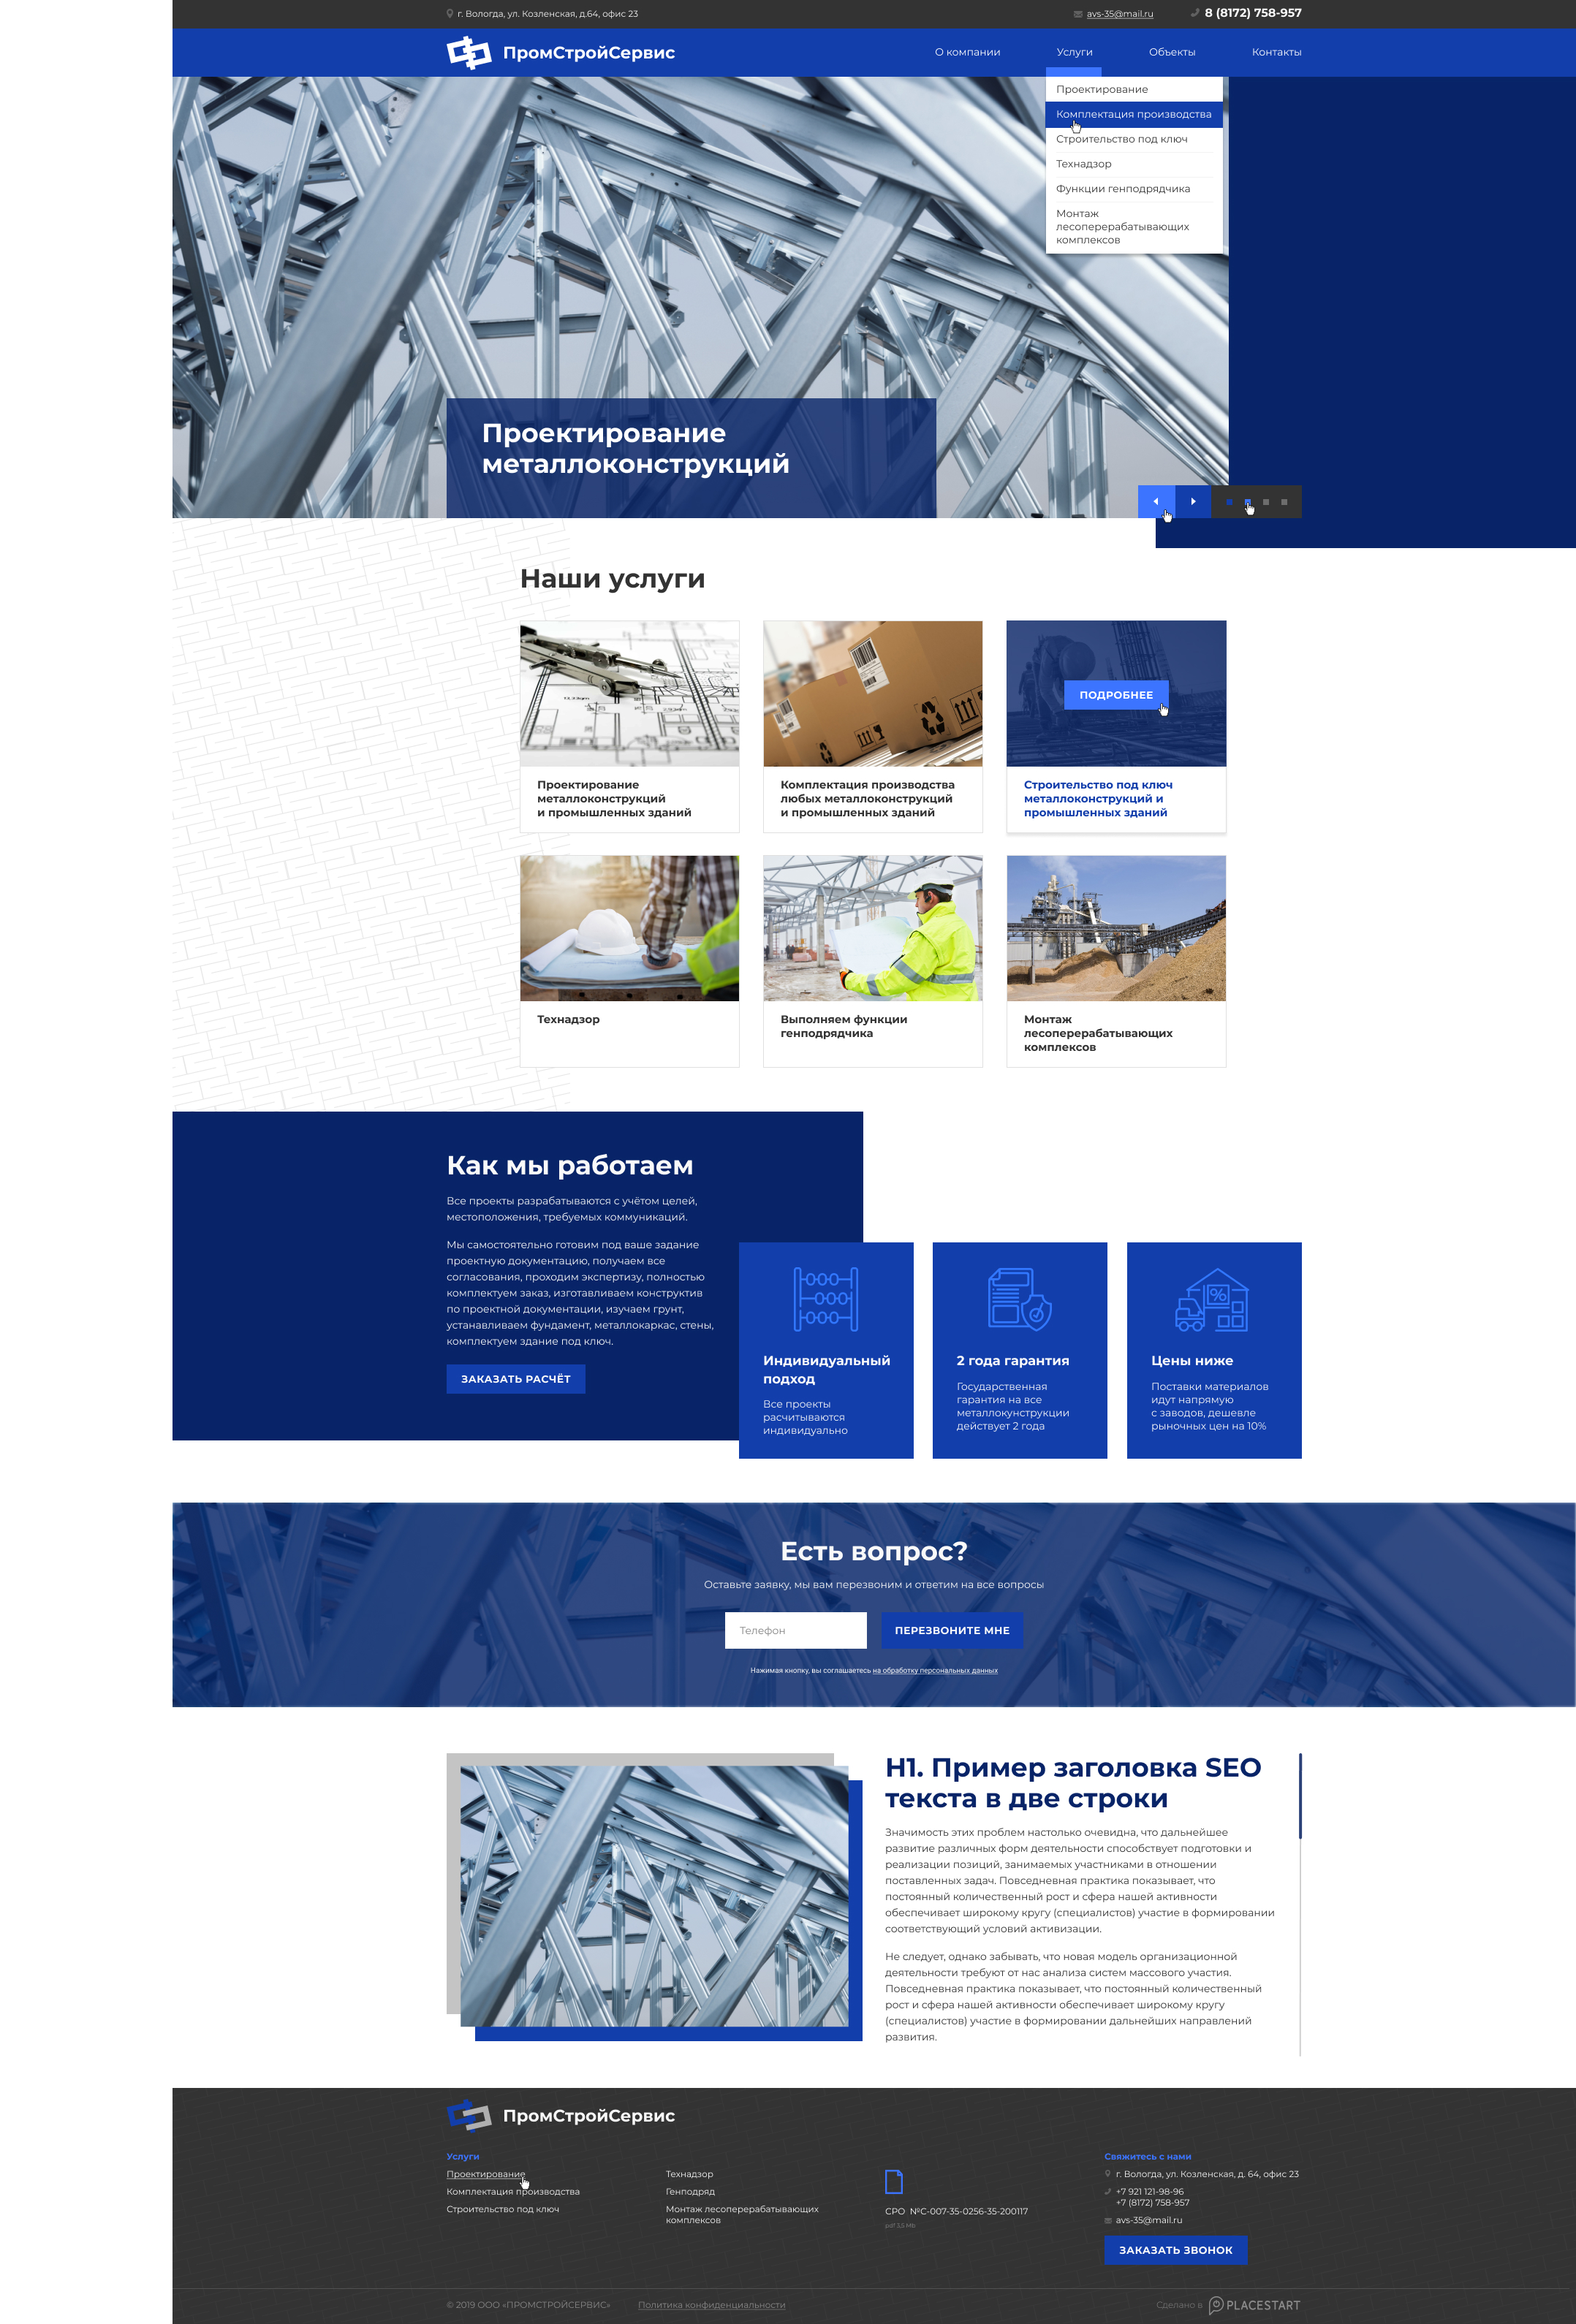 г. Вологда, ул. Козленская, д.64, офис 23
avs-35@mail.ru
8 (8172) 758-957
ПромСтройСервис
О компании
Услуги
Объекты
Контакты
Проектирование
Комплектация производства
Строительство под ключ
Технадзор
Функции генподрядчика
Монтаж
лесоперерабатывающих
комплексов
Проектирование
металлоконструкций
Наши услуги
ПОДРОБНЕЕ
Проектирование
металлоконструкций
и промышленных зданий
Комплектация производства
любых металлоконструкций
и промышленных зданий
Строительство под ключ
металлоконструкций и
промышленных зданий
Технадзор
Выполняем функции
генподрядчика
Монтаж
лесоперерабатывающих
комплексов
Как мы работаем
Все проекты разрабатываются с учётом целей,
местоположения, требуемых коммуникаций.
Мы самостоятельно готовим под ваше задание
проектную документацию, получаем все
согласования, проходим экспертизу, полностью
комплектуем заказ, изготавливаем конструктив
по проектной документации, изучаем грунт,
устанавливаем фундамент, металлокаркас, стены,
комплектуем здание под ключ.
ЗАКАЗАТЬ РАСЧЁТ
Индивидуальный
подход
Все проекты
расчитываются
индивидуально
2 года гарантия
Государственная
гарантия на все
металлокунструкции
действует 2 года
%
Цены ниже
Поставки материалов
идут напрямую
с заводов, дешевле
рыночных цен на 10%
Есть вопрос?
Оставьте заявку, мы вам перезвоним и ответим на все вопросы
Телефон
ПЕРЕЗВОНИТЕ МНЕ
Нажимая кнопку, вы соглашаетесь на обработку персональных данных
H1. Пример заголовка SEO
текста в две строки
Значимость этих проблем настолько очевидна, что дальнейшее
развитие различных форм деятельности способствует подготовки и
реализации позиций, занимаемых участниками в отношении
поставленных задач. Повседневная практика показывает, что
постоянный количественный рост и сфера нашей активности
обеспечивает широкому кругу (специалистов) участие в формировании
соответствующий условий активизации.
Не следует, однако забывать, что новая модель организационной
деятельности требуют от нас анализа систем массового участия.
Повседневная практика показывает, что постоянный количественный
рост и сфера нашей активности обеспечивает широкому кругу
(специалистов) участие в формировании дальнейших направлений
развития.
ПромСтройСервис
Услуги
Проектирование
Комплектация производства
Строительство под ключ
Технадзор
Генподряд
Монтаж лесоперерабатывающих
комплексов
СРО №С-007-35-0256-35-200117
pdf 3,5 Mb
Свяжитесь с нами
г. Вологда, ул. Козленская, д. 64, офис 23
+7 921 121-98-96
+7 (8172) 758-957
avs-35@mail.ru
ЗАКАЗАТЬ ЗВОНОК
© 2019 ООО «ПРОМСТРОЙСЕРВИС»
Политика конфиденциальности
Сделано в
PLACESTART